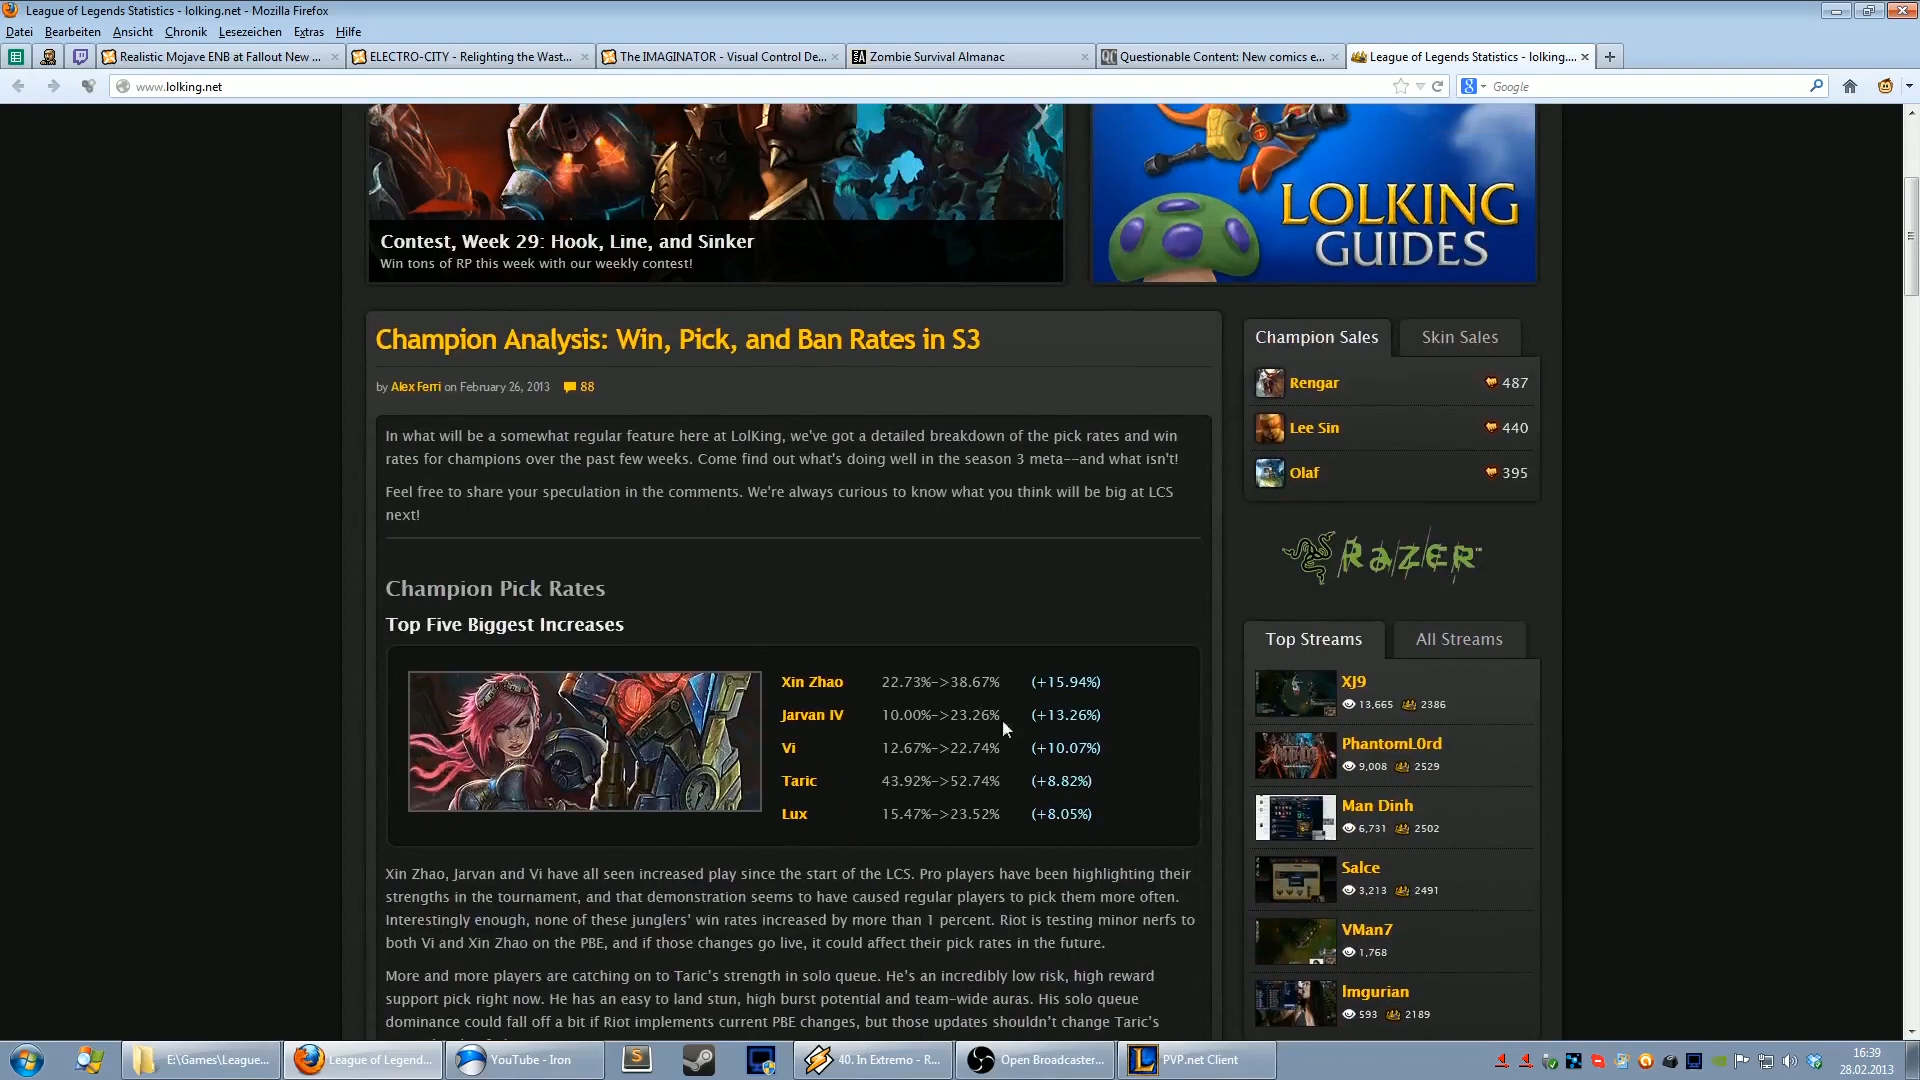 League of Legends Statistics - lolking.net - Mozilla Firefox
Datei Bearbeiten Ansicht Chronik Lesezeichen Extras Hilfe
Realistic Mojave ENB at Fallout New ...
ELECTRO-CITY - Relighting the Wast...
The IMAGINATOR - Visual Control De...
Zombie Survival Almanac
Questionable Content: New comics e...
League of Legends Statistics - lolking....
www.lolking.net
Google
Contest, Week 29: Hook, Line, and Sinker
Win tons of RP this week with our weekly contest!
LOLKING
GUIDES
Champion Analysis: Win, Pick, and Ban Rates in S3
by Alex Ferri on February 26, 2013 88
In what will be a somewhat regular feature here at LolKing, we've got a detailed breakdown of the pick rates and win
rates for champions over the past few weeks. Come find out what's doing well in the season 3 meta--and what isn't!
Feel free to share your speculation in the comments. We're always curious to know what you think will be big at LCS
next!
Champion Pick Rates
Top Five Biggest Increases
Xin Zhao 22.73%->38.67% (+15.94%)
Jarvan IV 10.00%->23.26% (+13.26%)
Vi 12.67%->22.74% (+10.07%)
Taric 43.92%->52.74% (+8.82%)
Lux 15.47%->23.52% (+8.05%)
Xin Zhao, Jarvan and Vi have all seen increased play since the start of the LCS. Pro players have been highlighting their
strengths in the tournament, and that demonstration seems to have caused regular players to pick them more often.
Interestingly enough, none of these junglers' win rates increased by more than 1 percent. Riot is testing minor nerfs to
both Vi and Xin Zhao on the PBE, and if those changes go live, it could affect their pick rates in the future.
More and more players are catching on to Taric's strength in solo queue. He's an incredibly low risk, high reward
support pick right now. He has an easy to land stun, high burst potential and team-wide auras. His solo queue
dominance could fall off a bit if Riot implements current PBE changes, but those updates shouldn't change Taric's
Champion Sales Skin Sales
Rengar 487
Lee Sin 440
Olaf 395
RAZER
Top Streams All Streams
XJ9
13,665 2386
PhantomL0rd
9,008 2529
Man Dinh
6,731 2502
Salce
3,213 2491
VMan7
1,768
Imgurian
593 2189
E:\Games\League...
League of Legend...
YouTube - Iron
40. In Extremo - R...
Open Broadcaster...
PVP.net Client
16:39
28.02.2013